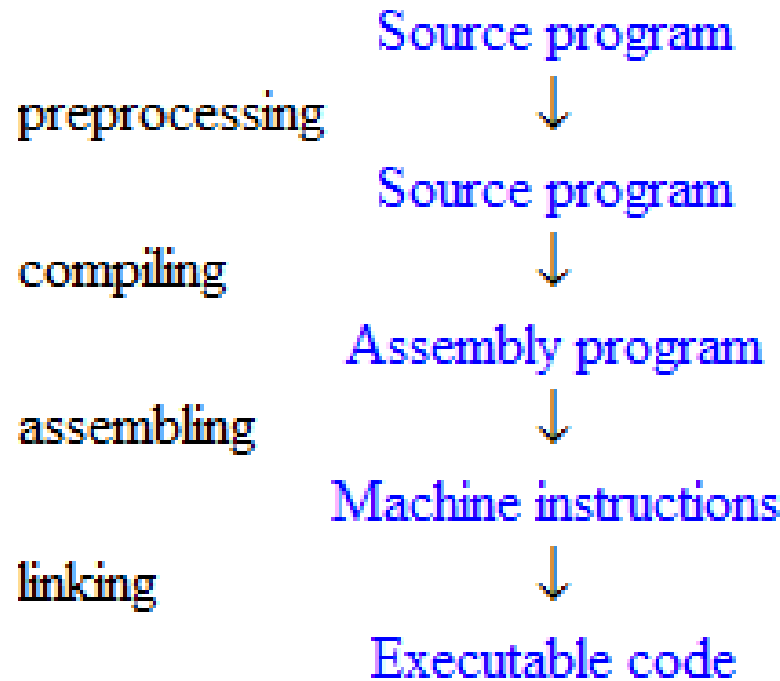 Source program
preprocessing ↓
Source program
compiling ↓
Assembly program
assembling ↓
Machine instructions
linking ↓
Executable code